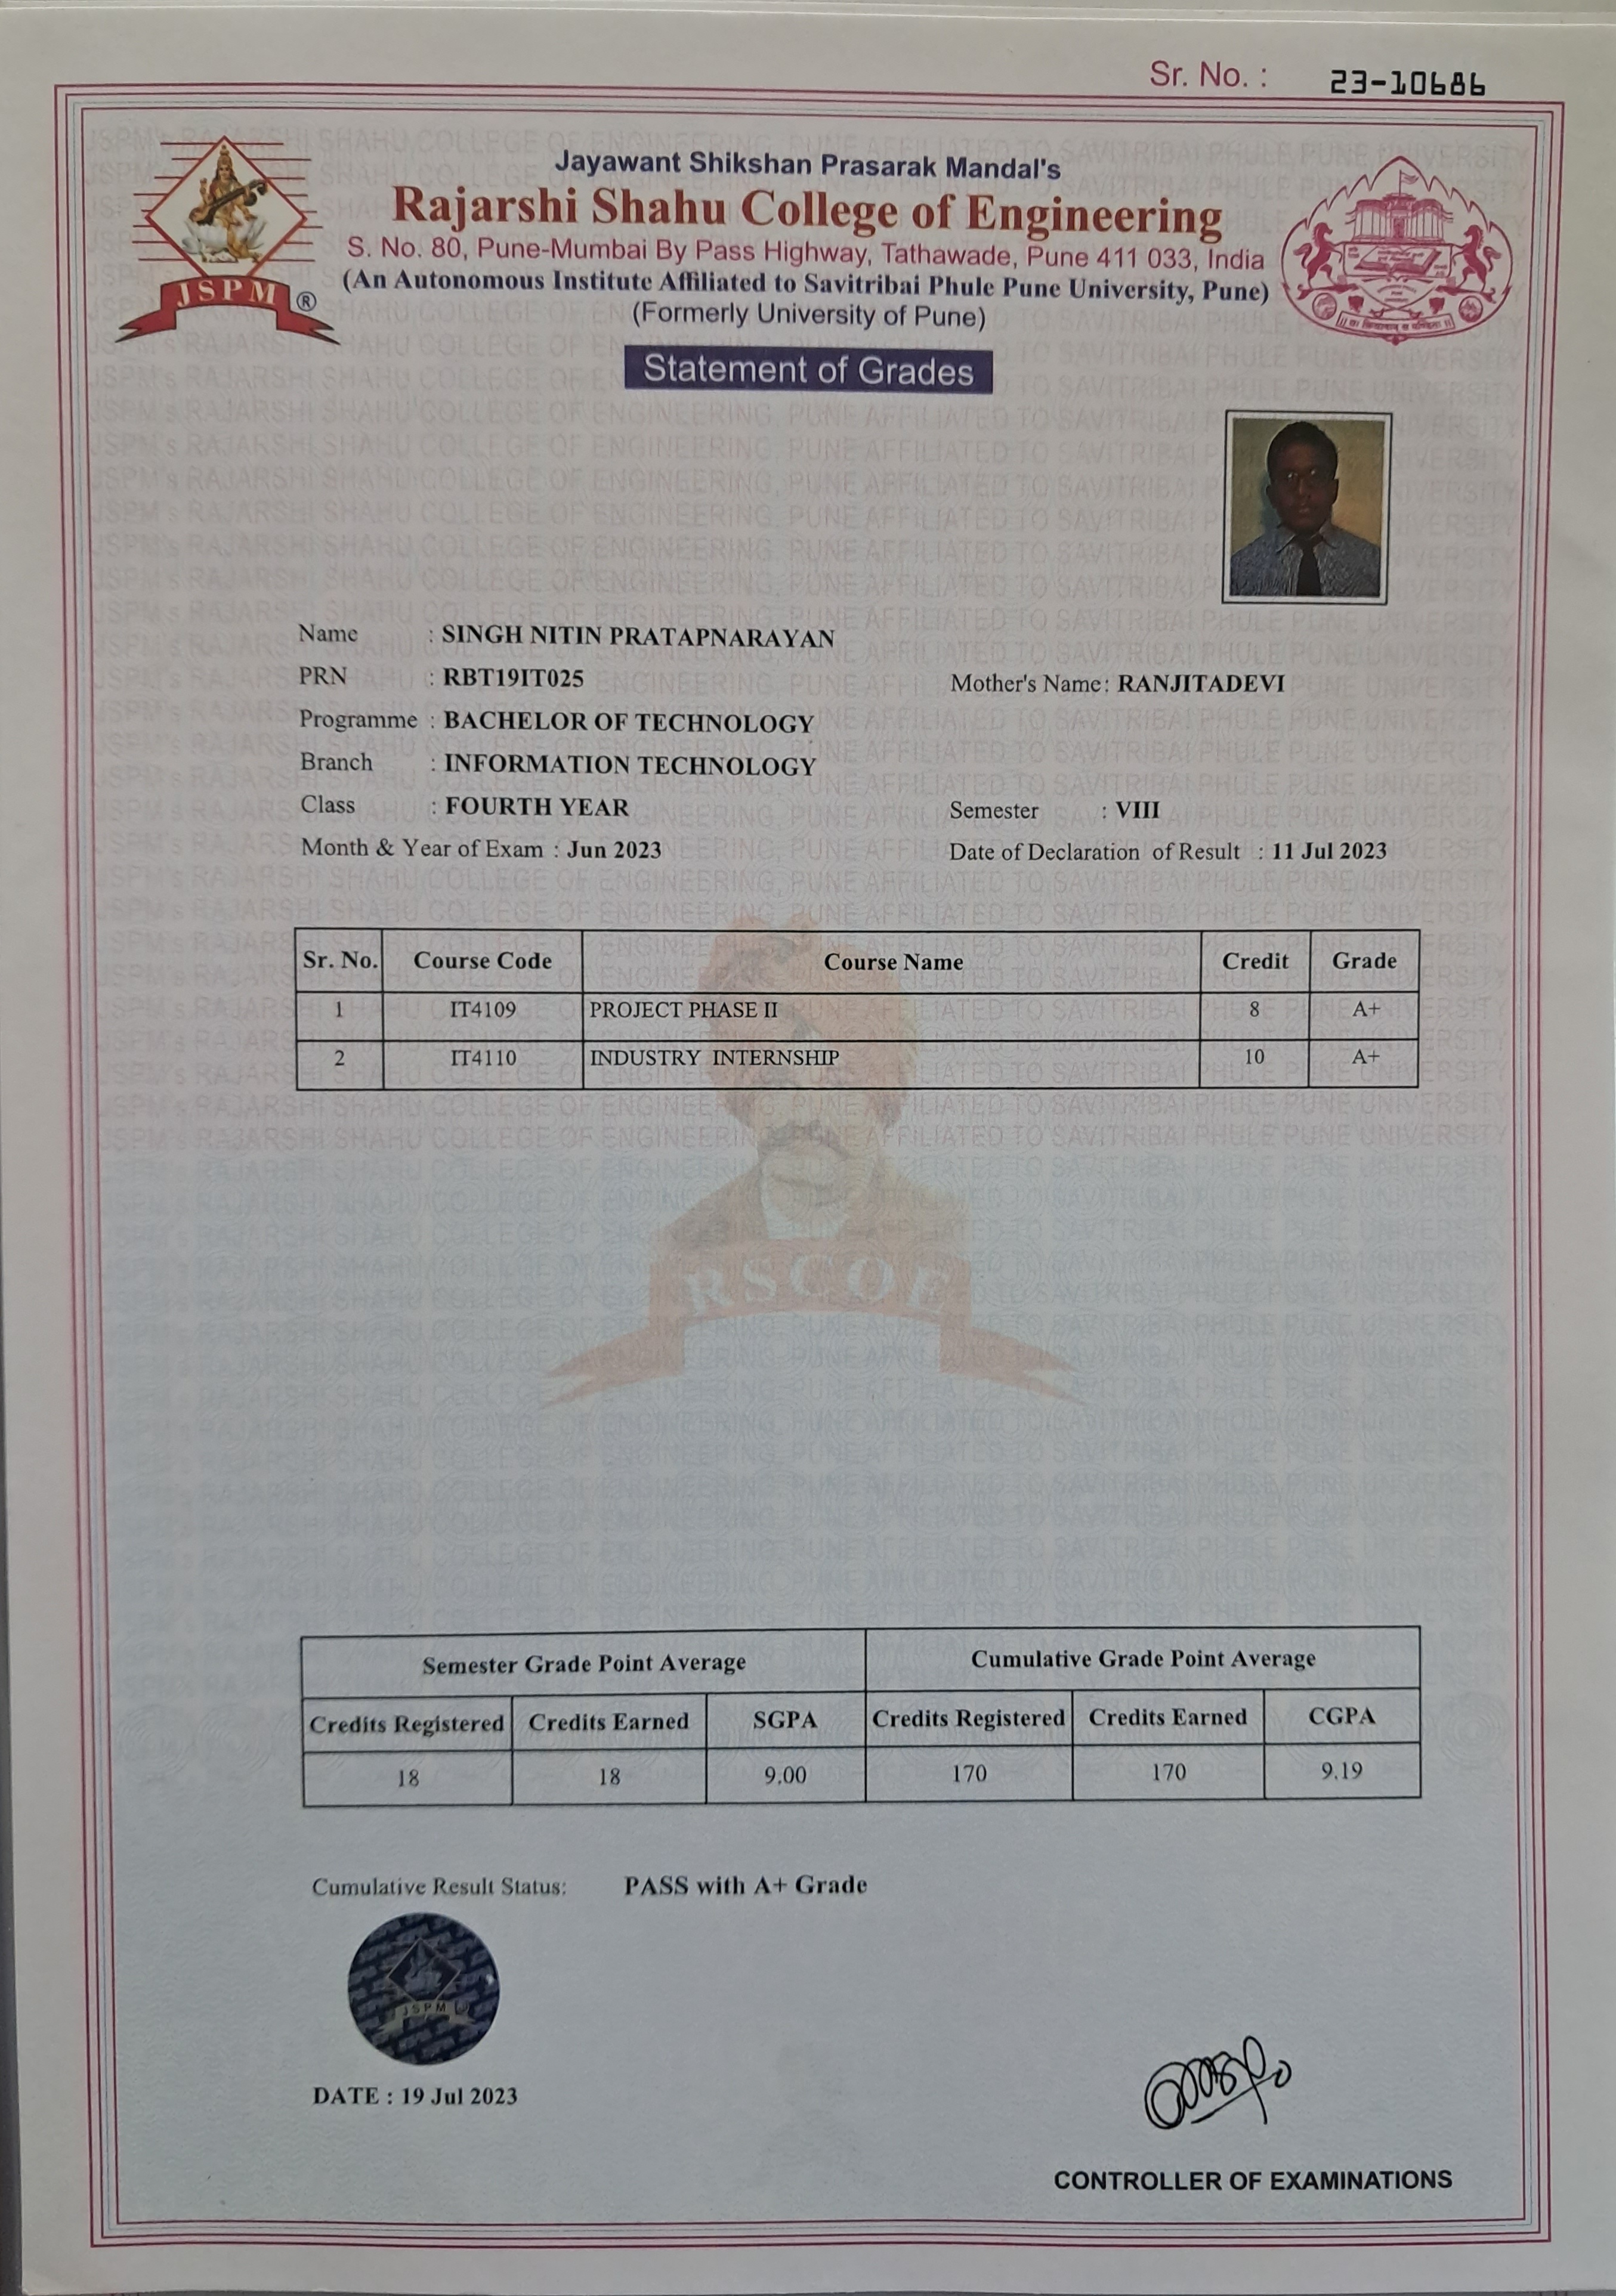 Sr. No. : 23-10686
Jayawant Shikshan Prasarak Mandal's
Rajarshi Shahu College of Engineering
S. No. 80, Pune-Mumbai By Pass Highway, Tathawade, Pune 411 033, India
(An Autonomous Institute Affiliated to Savitribai Phule Pune University, Pune)
(Formerly University of Pune)
JSPM ®
Statement of Grades
Name : SINGH NITIN PRATAPNARAYAN
PRN : RBT19IT025 Mother's Name: RANJITADEVI
Programme : BACHELOR OF TECHNOLOGY
Branch : INFORMATION TECHNOLOGY
Class : FOURTH YEAR Semester : VIII
Month & Year of Exam : Jun 2023 Date of Declaration of Result : 11 Jul 2023
Sr. No. Course Code Course Name Credit Grade
1 IT4109 PROJECT PHASE II 8 A+
2 IT4110 INDUSTRY INTERNSHIP 10 A+
RSCOE
Semester Grade Point Average Cumulative Grade Point Average
Credits Registered Credits Earned SGPA Credits Registered Credits Earned CGPA
18 18 9.00 170 170 9.19
Cumulative Result Status: PASS with A+ Grade
JSPM
DATE : 19 Jul 2023
CONTROLLER OF EXAMINATIONS